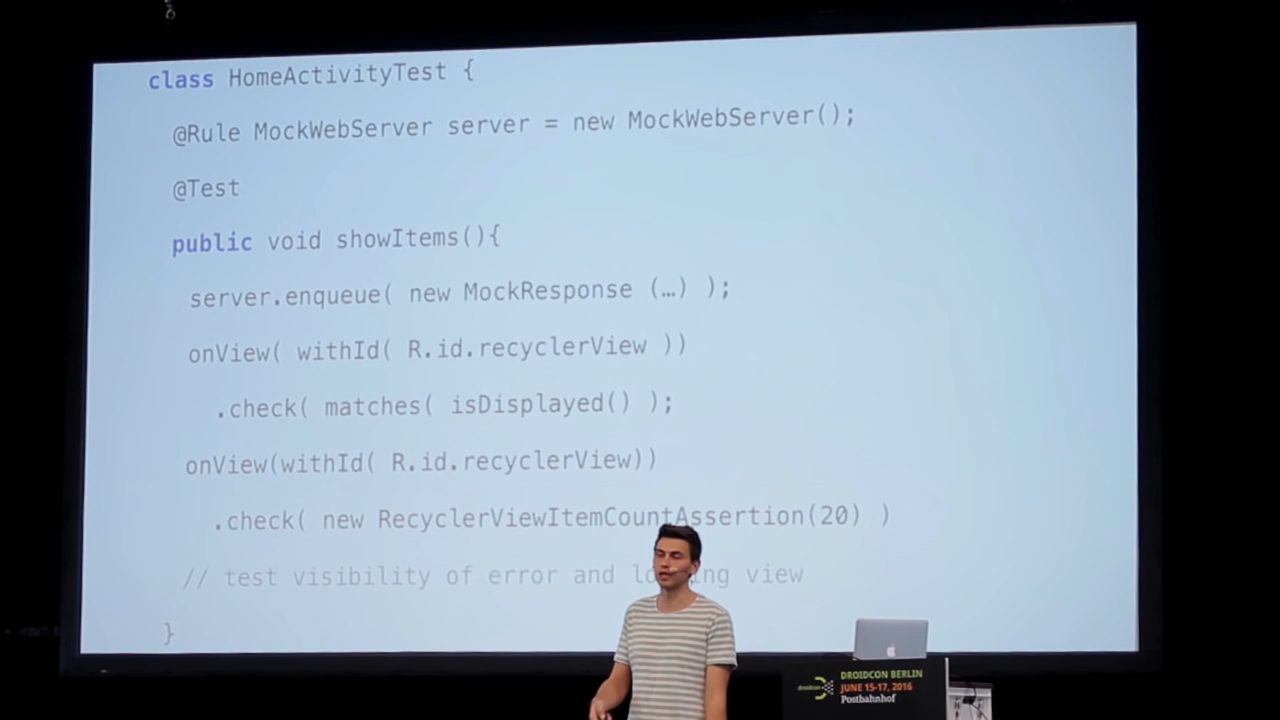 class HomeActivityTest {
@Rule MockWebServer server = new MockWebServer();
@Test
public void showItems(){
server.enqueue( new MockResponse (…) );
onView( withId( R.id.recyclerView ))
.check( matches( isDisplayed() );
onView(withId( R.id.recyclerView))
.check( new RecyclerViewItemCountAssertion(20) )
// test visibility of error and view
}
droidcon
DROIDCON BERLIN
JUNE 15-17, 2016
Postbahnhof